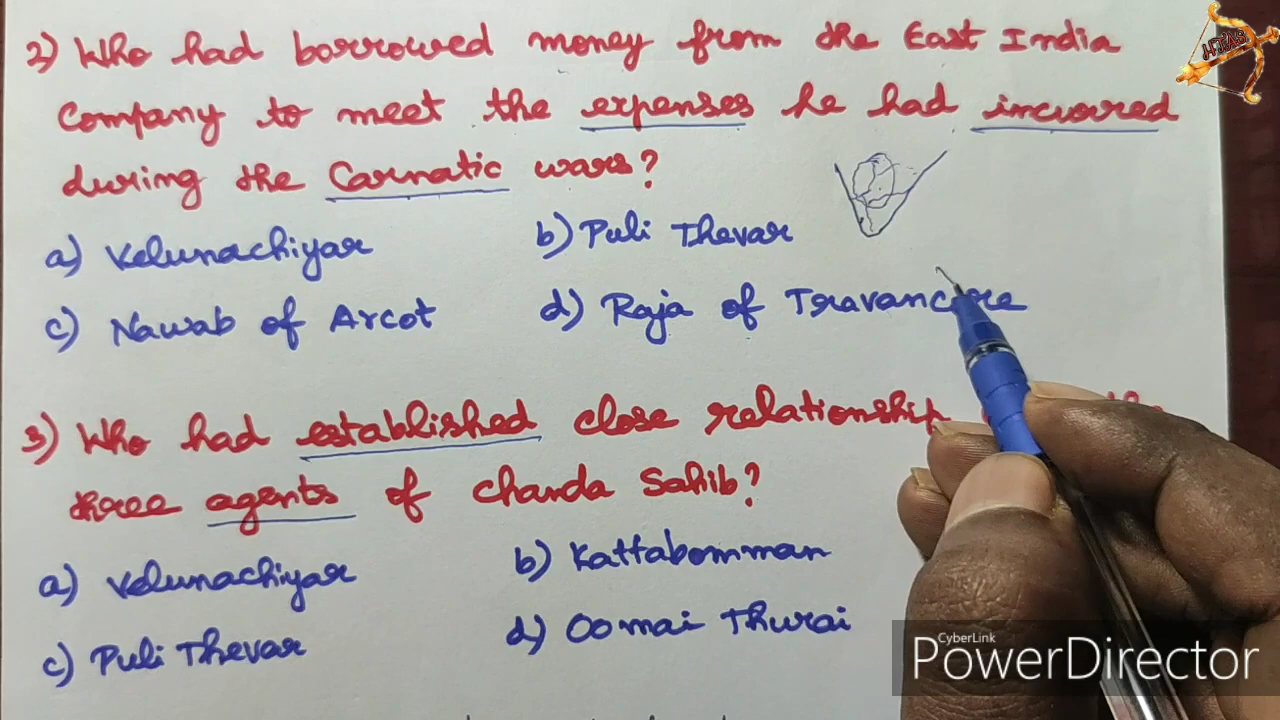 2) Who had borrowed money from the East India
Company to meet the expenses he had incurred
during the Carnatic wars?
a) Velunachiyar b) Puli Thevar
c) Nawab of Arcot d) Raja of Travancore
3) Who had established close relationship the
three agents of Chanda Sahib?
a) Velunachiyar b) Kattabomman
c) Puli Thevar d) Oomai Thurai
CyberLink
PowerDirector